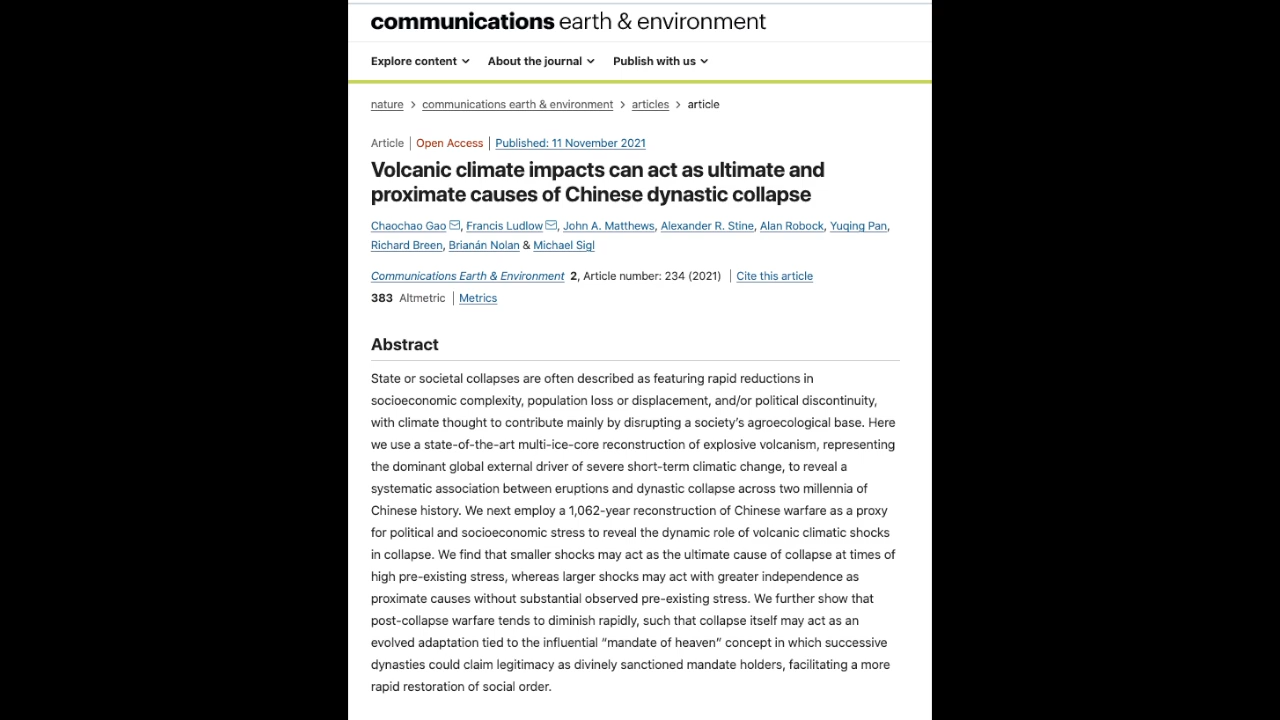 communications earth & environment
Explore content About the journal Publish with us
nature > communications earth & environment > articles > article
Article | Open Access | Published: 11 November 2021
Volcanic climate impacts can act as ultimate and
proximate causes of Chinese dynastic collapse
Chaochao Gao, Francis Ludlow, John A. Matthews, Alexander R. Stine, Alan Robock, Yuqing Pan,
Richard Breen, Brianán Nolan & Michael Sigl
Communications Earth & Environment 2, Article number: 234 (2021) | Cite this article
383 Altmetric | Metrics
Abstract
State or societal collapses are often described as featuring rapid reductions in
socioeconomic complexity, population loss or displacement, and/or political discontinuity,
with climate thought to contribute mainly by disrupting a society's agroecological base. Here
we use a state-of-the-art multi-ice-core reconstruction of explosive volcanism, representing
the dominant global external driver of severe short-term climatic change, to reveal a
systematic association between eruptions and dynastic collapse across two millennia of
Chinese history. We next employ a 1,062-year reconstruction of Chinese warfare as a proxy
for political and socioeconomic stress to reveal the dynamic role of volcanic climatic shocks
in collapse. We find that smaller shocks may act as the ultimate cause of collapse at times of
high pre-existing stress, whereas larger shocks may act with greater independence as
proximate causes without substantial observed pre-existing stress. We further show that
post-collapse warfare tends to diminish rapidly, such that collapse itself may act as an
evolved adaptation tied to the influential “mandate of heaven” concept in which successive
dynasties could claim legitimacy as divinely sanctioned mandate holders, facilitating a more
rapid restoration of social order.